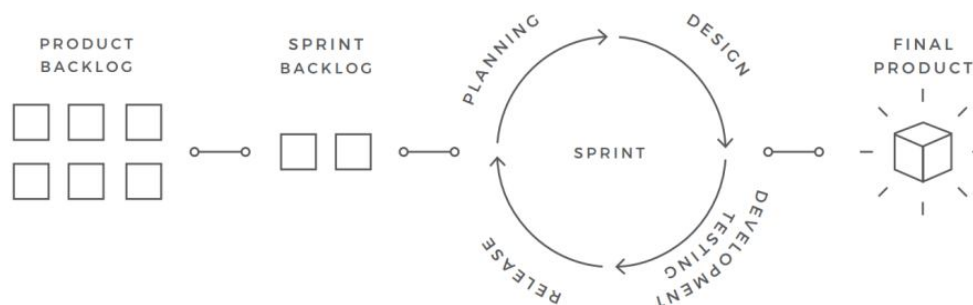 PRODUCT
BACKLOG
SPRINT
BACKLOG
PLANNING
DESIGN
SPRINT
DEVELOPMENT
TESTING
RELEASE
FINAL
PRODUCT